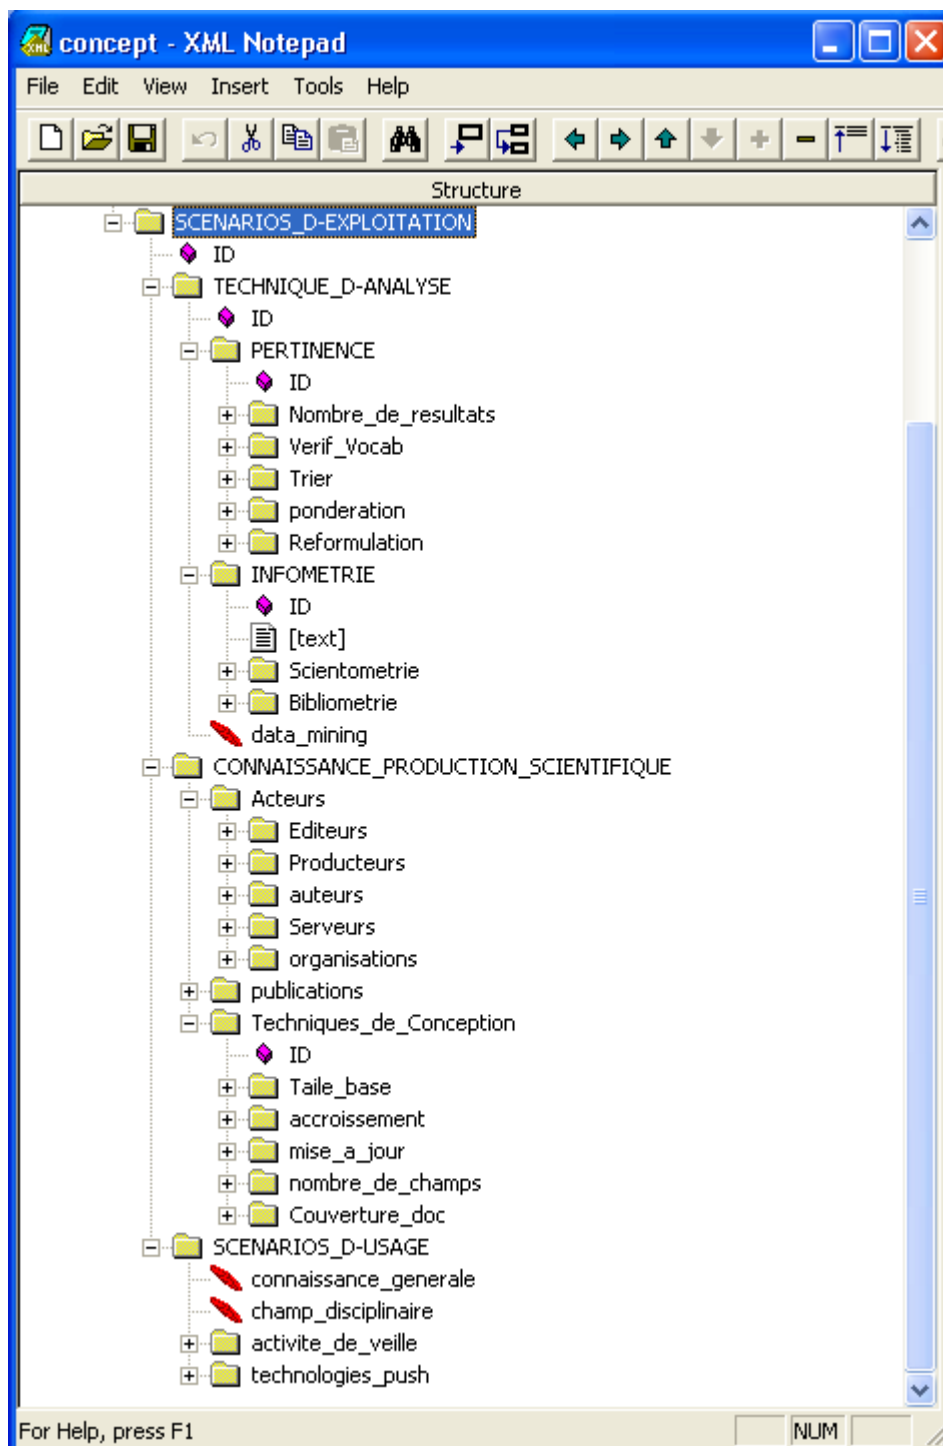 concept - XML Notepad
File Edit View Insert Tools Help
Structure
SCENARIOS_D-EXPLOITATION
ID
TECHNIQUE_D-ANALYSE
ID
PERTINENCE
ID
Nombre_de_resultats
Verif_Vocab
Trier
ponderation
Reformulation
INFOMETRIE
ID
[text]
Scientometrie
Bibliometrie
data_mining
CONNAISSANCE_PRODUCTION_SCIENTIFIQUE
Acteurs
Editeurs
Producteurs
auteurs
Serveurs
organisations
publications
Techniques_de_Conception
ID
Taile_base
accroissement
mise_a_jour
nombre_de_champs
Couverture_doc
SCENARIOS_D-USAGE
connaissance_generale
champ_disciplinaire
activite_de_veille
technologies_push
For Help, press F1 NUM